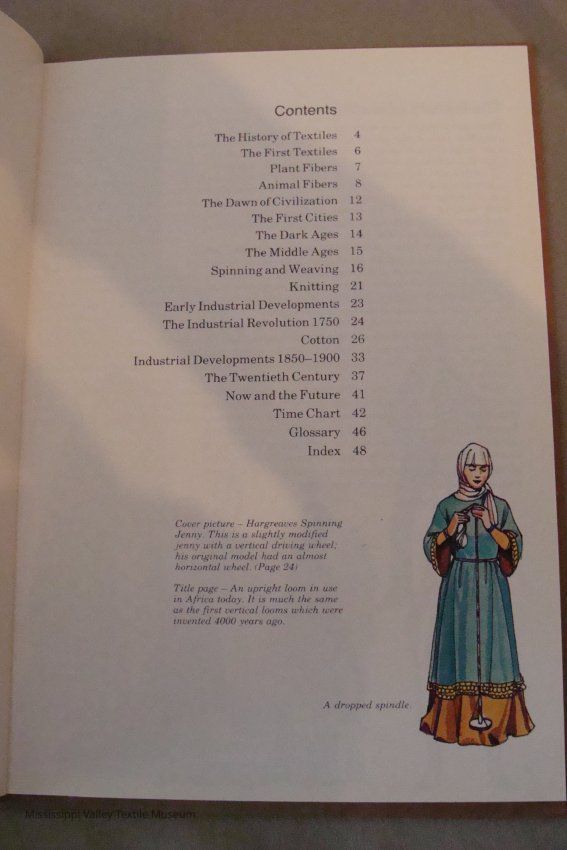 Contents
The History of Textiles 4
The First Textiles 6
Plant Fibers 7
Animal Fibers 8
The Dawn of Civilization 12
The First Cities 13
The Dark Ages 14
The Middle Ages 15
Spinning and Weaving 16
Knitting 21
Early Industrial Developments 23
The Industrial Revolution 1750 24
Cotton 26
Industrial Developments 1850–1900 33
The Twentieth Century 37
Now and the Future 41
Time Chart 42
Glossary 46
Index 48
Cover picture – Hargreaves Spinning
Jenny. This is a slightly modified
jenny with a vertical driving wheel;
his original model had an almost
horizontal wheel. (Page 24)
Title page – An upright loom in use
in Africa today. It is much the same
as the first vertical looms which were
invented 4000 years ago.
A dropped spindle.
Mississippi Valley Textile Museum